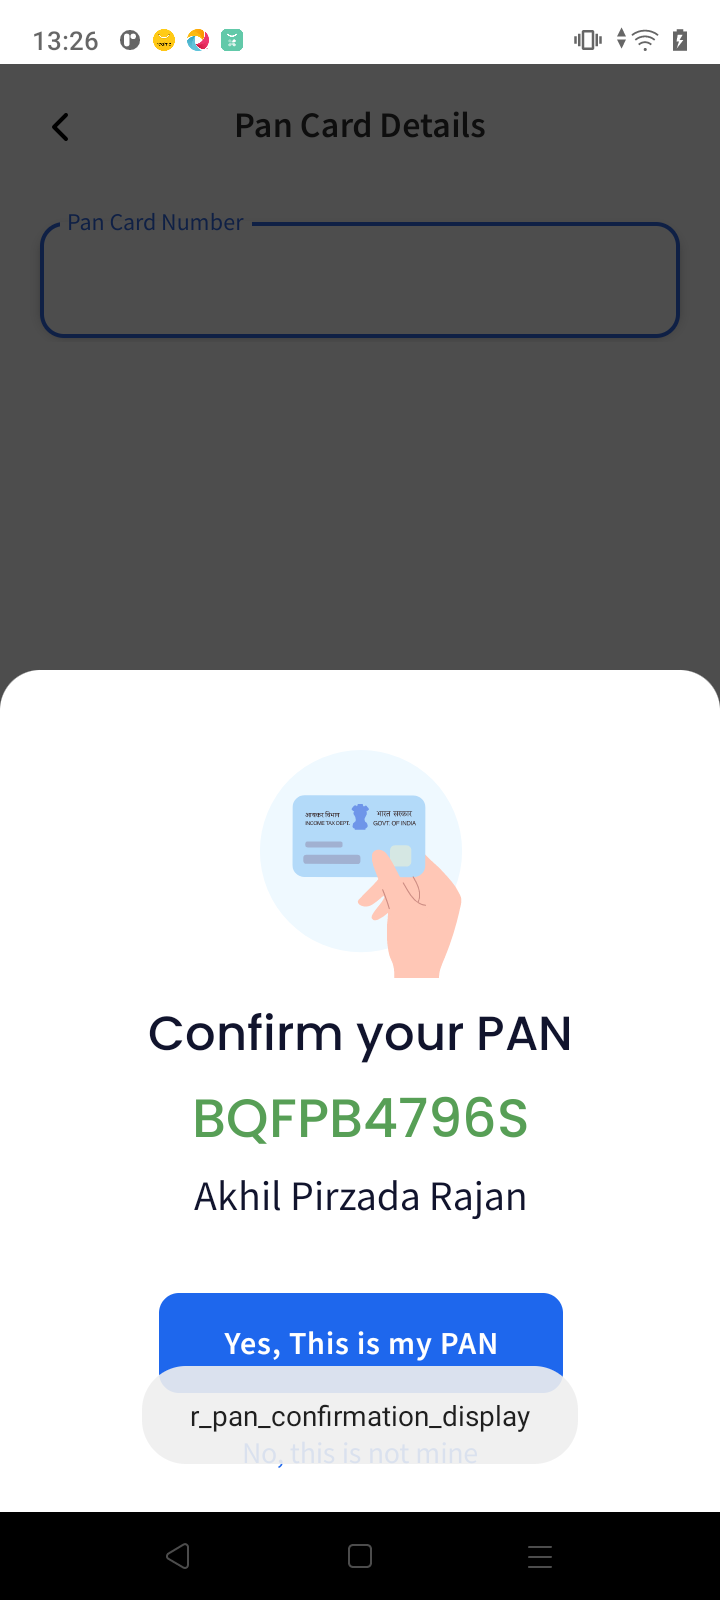 13:26
Pan Card Details
Pan Card Number
आयकर विभाग
INCOME TAX DEPT.
भारत सरकार
GOVT. OF INDIA
Confirm your PAN
BQFPB4796S
Akhil Pirzada Rajan
Yes, This is my PAN
r_pan_confirmation_display
No, this is not mine